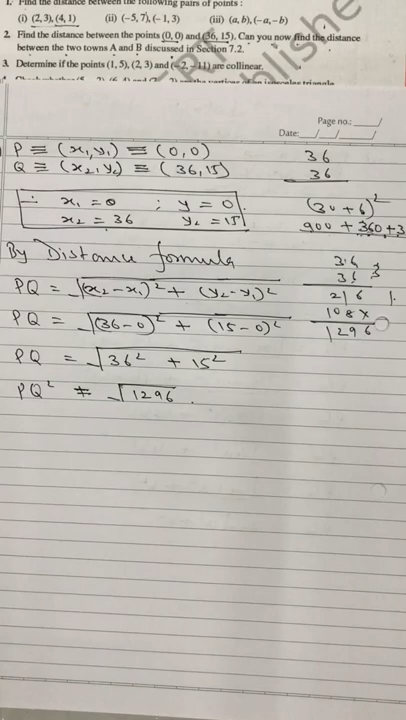 1. Find the distance between the following pairs of points :
(i) (2, 3), (4, 1) (ii) (−5, 7), (−1, 3) (iii) (a, b), (−a, −b)
2. Find the distance between the points (0, 0) and (36, 15). Can you now find the distance
between the two towns A and B discussed in Section 7.2.
3. Determine if the points (1, 5), (2, 3) and (−2, −11) are collinear.
Page no.:
Date: / /
P ≡ (x₁, y₁) ≡ (0, 0)
Q ≡ (x₂, y₂) ≡ (36, 15)
∴ x₁ = 0 ; y = 0
x₂ = 36 y₂ = 15
By Distance formula
PQ = √(x₂ − x₁)² + (y₂ − y₁)²
PQ = √(36 − 0)² + (15 − 0)²
PQ = √36² + 15²
PQ² ≠ √1296.
36
36
(30 + 6)²
900 + 360 + 3
36
36
216
108x
1296